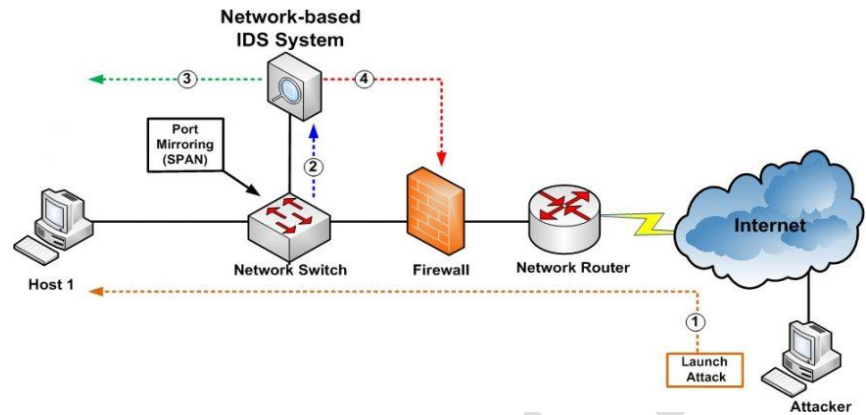 Network-based
IDS System
3
4
Port
Mirroring
(SPAN)
2
Internet
Host 1
Network Switch
Firewall
Network Router
1
Launch
Attack
Attacker